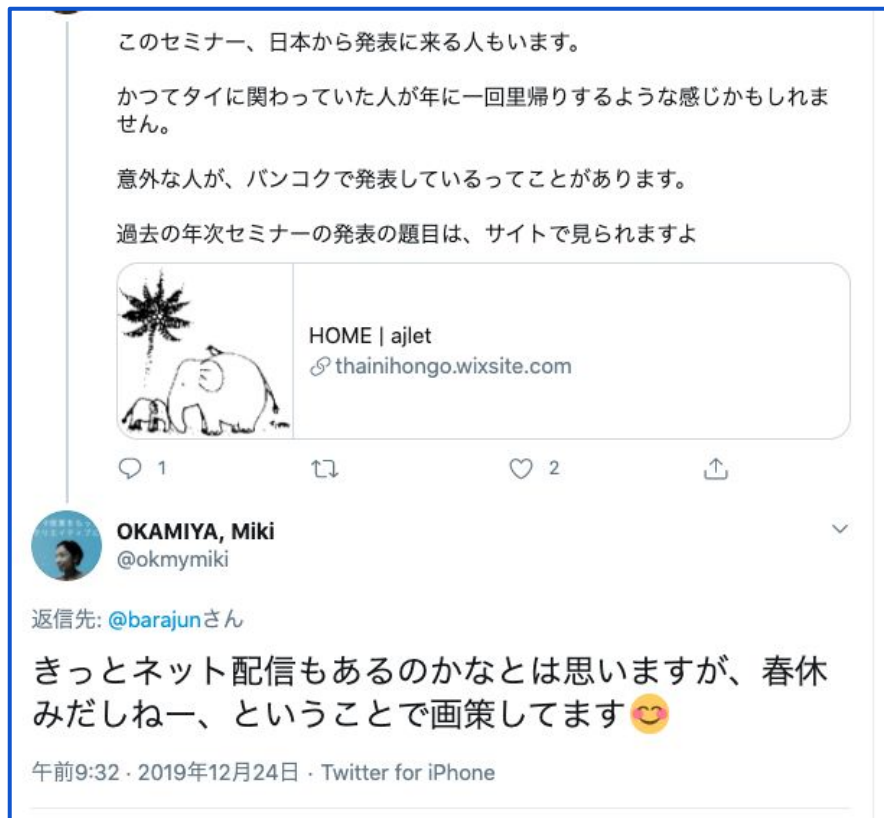 このセミナー、日本から発表に来る人もいます。
かつてタイに関わっていた人が年に一回里帰りするような感じかもしれま
せん。
意外な人が、バンコクで発表しているってことがあります。
過去の年次セミナーの発表の題目は、サイトで見られますよ
HOME | ajlet
thainihongo.wixsite.com
1
2
OKAMIYA, Miki
@okmymiki
返信先: @barajunさん
きっとネット配信もあるのかなとは思いますが、春休
みだしねー、ということで画策してます😊
午前9:32 · 2019年12月24日 · Twitter for iPhone